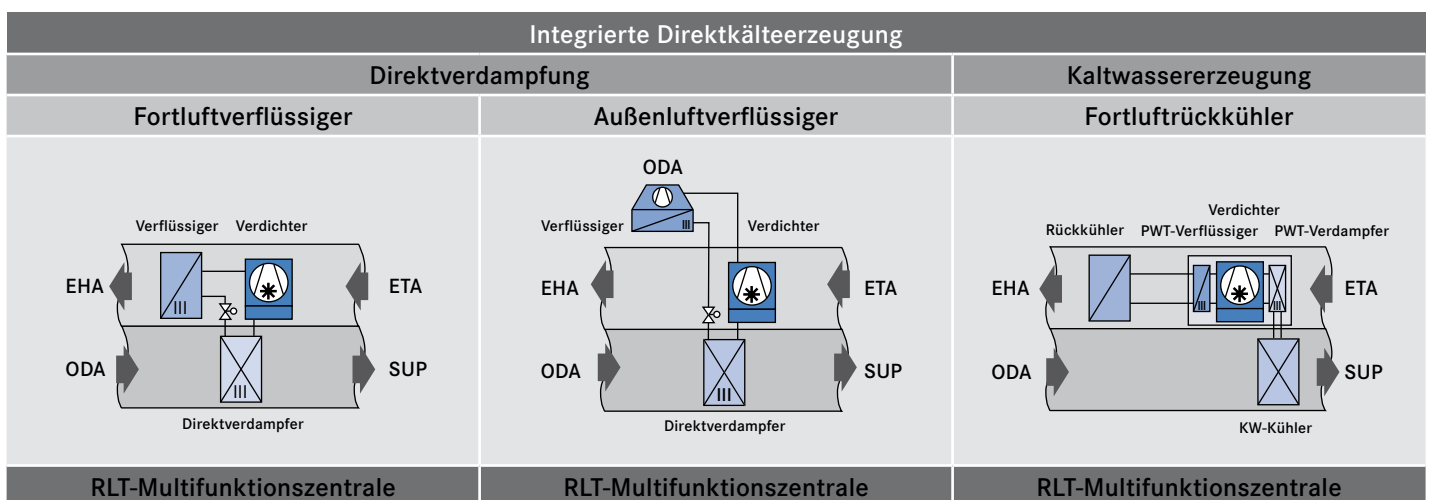 Integrierte Direktkälteerzeugung
Direktverdampfung
Kaltwassererzeugung
Fortluftverflüssiger
Außenluftverflüssiger
Fortluftrückkühler
Verflüssiger
Verdichter
EHA
ETA
ODA
SUP
Direktverdampfer
ODA
Verflüssiger
Verdichter
EHA
ETA
ODA
SUP
Direktverdampfer
Verdichter
Rückkühler
PWT-Verflüssiger
PWT-Verdampfer
EHA
ETA
ODA
SUP
KW-Kühler
RLT-Multifunktionszentrale
RLT-Multifunktionszentrale
RLT-Multifunktionszentrale